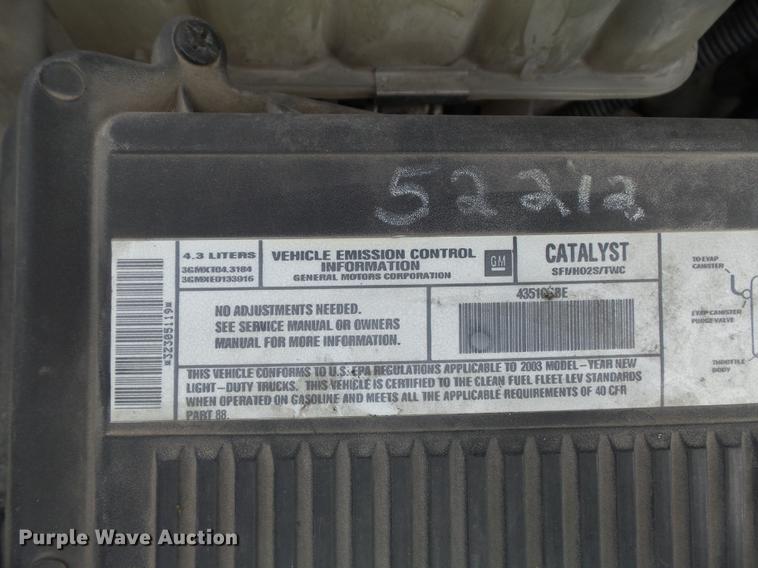 52212
4.3 LITERS
3GMXT04.3184
3GMXE0133916
VEHICLE EMISSION CONTROL
INFORMATION
GENERAL MOTORS CORPORATION
GM
CATALYST
SFI/HO2S/TWC
TO EVAP
CANISTER
EVAP CANISTER
PURGE VALVE
THROTTLE
BODY
NO ADJUSTMENTS NEEDED.
SEE SERVICE MANUAL OR OWNERS
MANUAL FOR MORE INFORMATION.
*32305119*
THIS VEHICLE CONFORMS TO U.S. EPA REGULATIONS APPLICABLE TO 2003 MODEL-YEAR NEW
LIGHT-DUTY TRUCKS. THIS VEHICLE IS CERTIFIED TO THE CLEAN FUEL FLEET LEV STANDARDS
WHEN OPERATED ON GASOLINE AND MEETS ALL THE APPLICABLE REQUIREMENTS OF 40 CFR
PART 88.
Purple Wave Auction